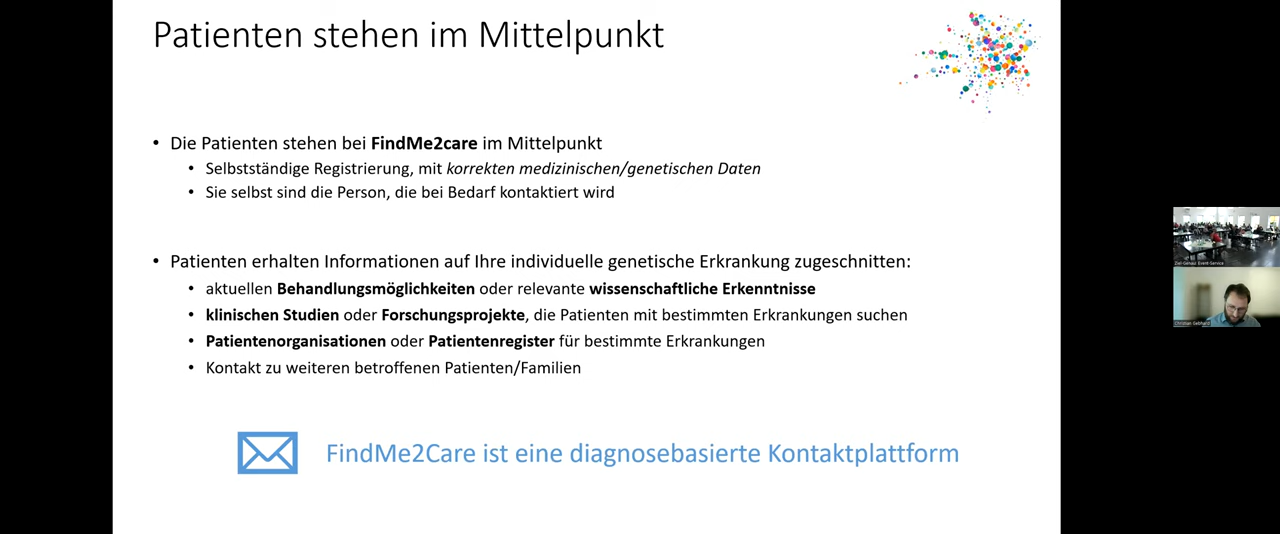 Patienten stehen im Mittelpunkt
• Die Patienten stehen bei FindMe2care im Mittelpunkt
• Selbstständige Registrierung, mit korrekten medizinischen/genetischen Daten
• Sie selbst sind die Person, die bei Bedarf kontaktiert wird
• Patienten erhalten Informationen auf Ihre individuelle genetische Erkrankung zugeschnitten:
• aktuellen Behandlungsmöglichkeiten oder relevante wissenschaftliche Erkenntnisse
• klinischen Studien oder Forschungsprojekte, die Patienten mit bestimmten Erkrankungen suchen
• Patientenorganisationen oder Patientenregister für bestimmte Erkrankungen
• Kontakt zu weiteren betroffenen Patienten/Familien
FindMe2Care ist eine diagnosebasierte Kontaktplattform
Event-Service
Christian